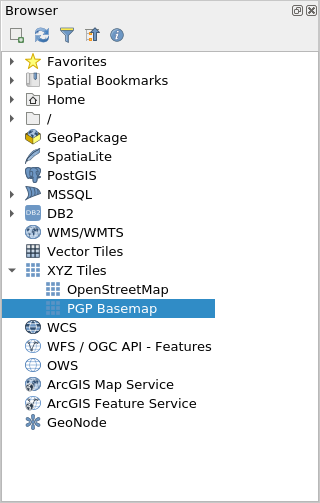 Browser
Favorites
Spatial Bookmarks
Home
/
GeoPackage
SpatiaLite
PostGIS
MSSQL
DB2 DB2
WMS/WMTS
Vector Tiles
XYZ Tiles
OpenStreetMap
PGP Basemap
WCS
WFS / OGC API - Features
OWS
ArcGIS Map Service
ArcGIS Feature Service
GeoNode